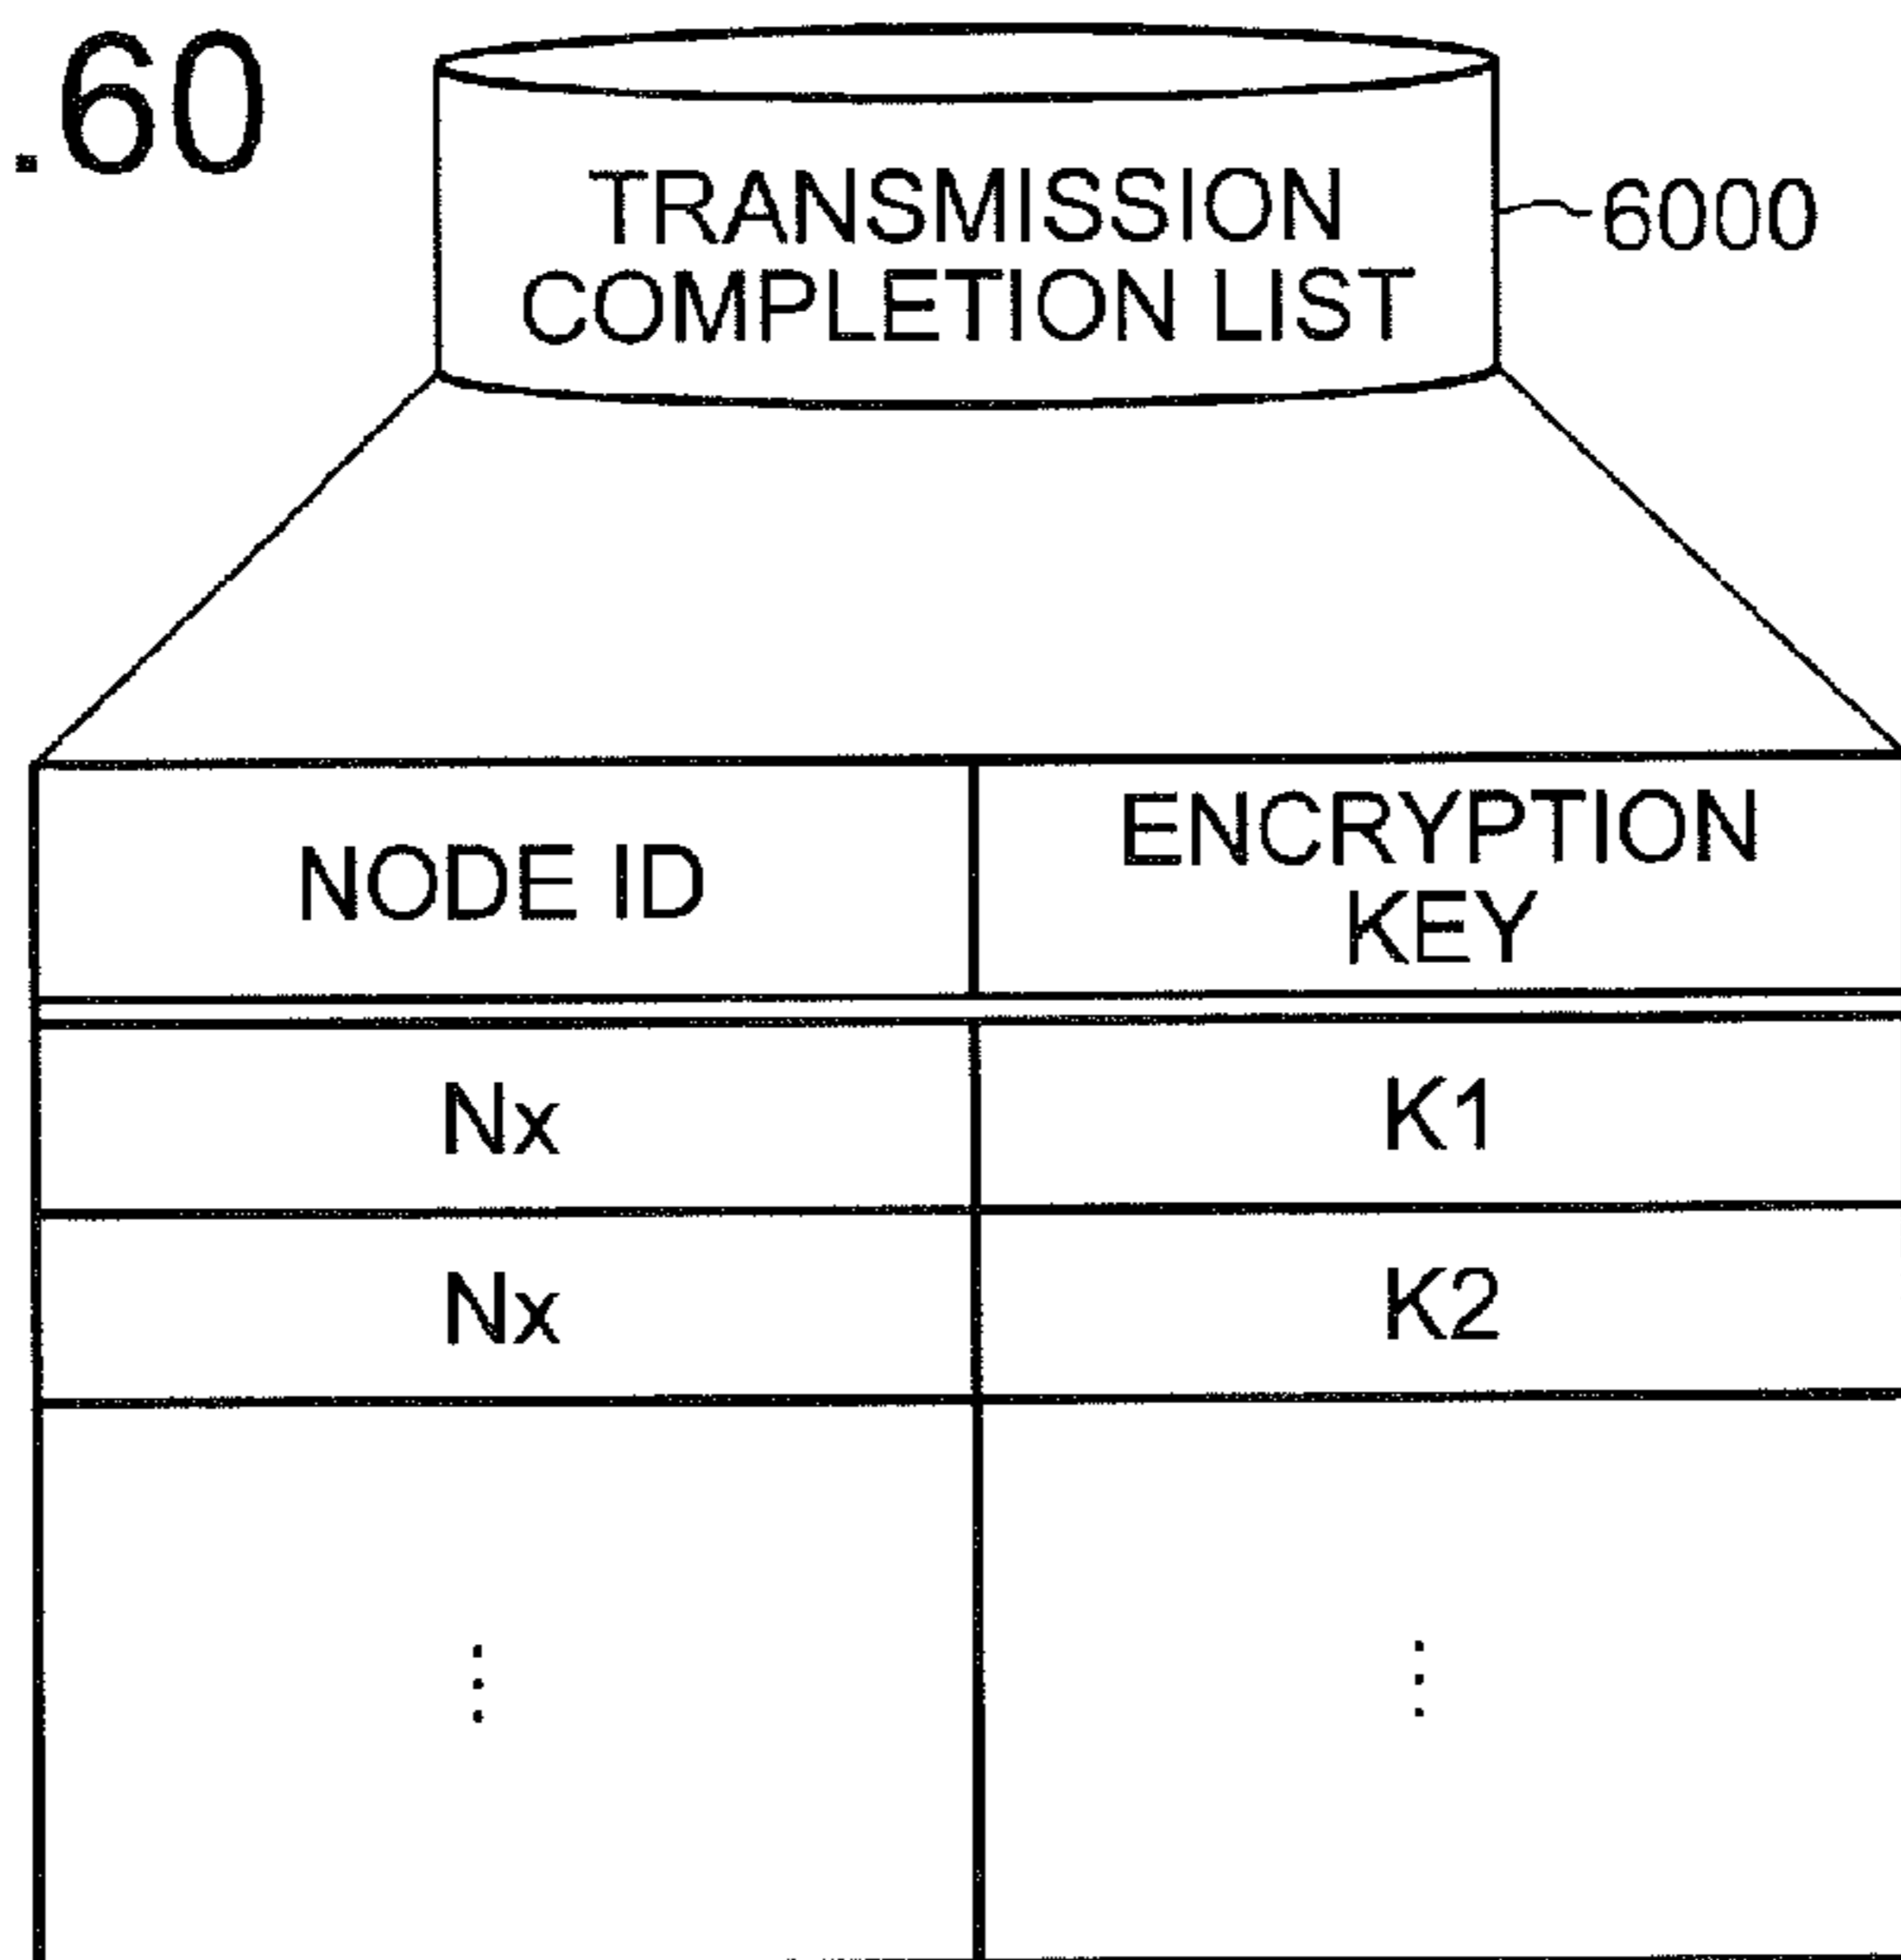 .60
TRANSMISSION
COMPLETION LIST
6000
NODE ID
ENCRYPTION
KEY
Nx
K1
Nx
K2
⋮
⋮